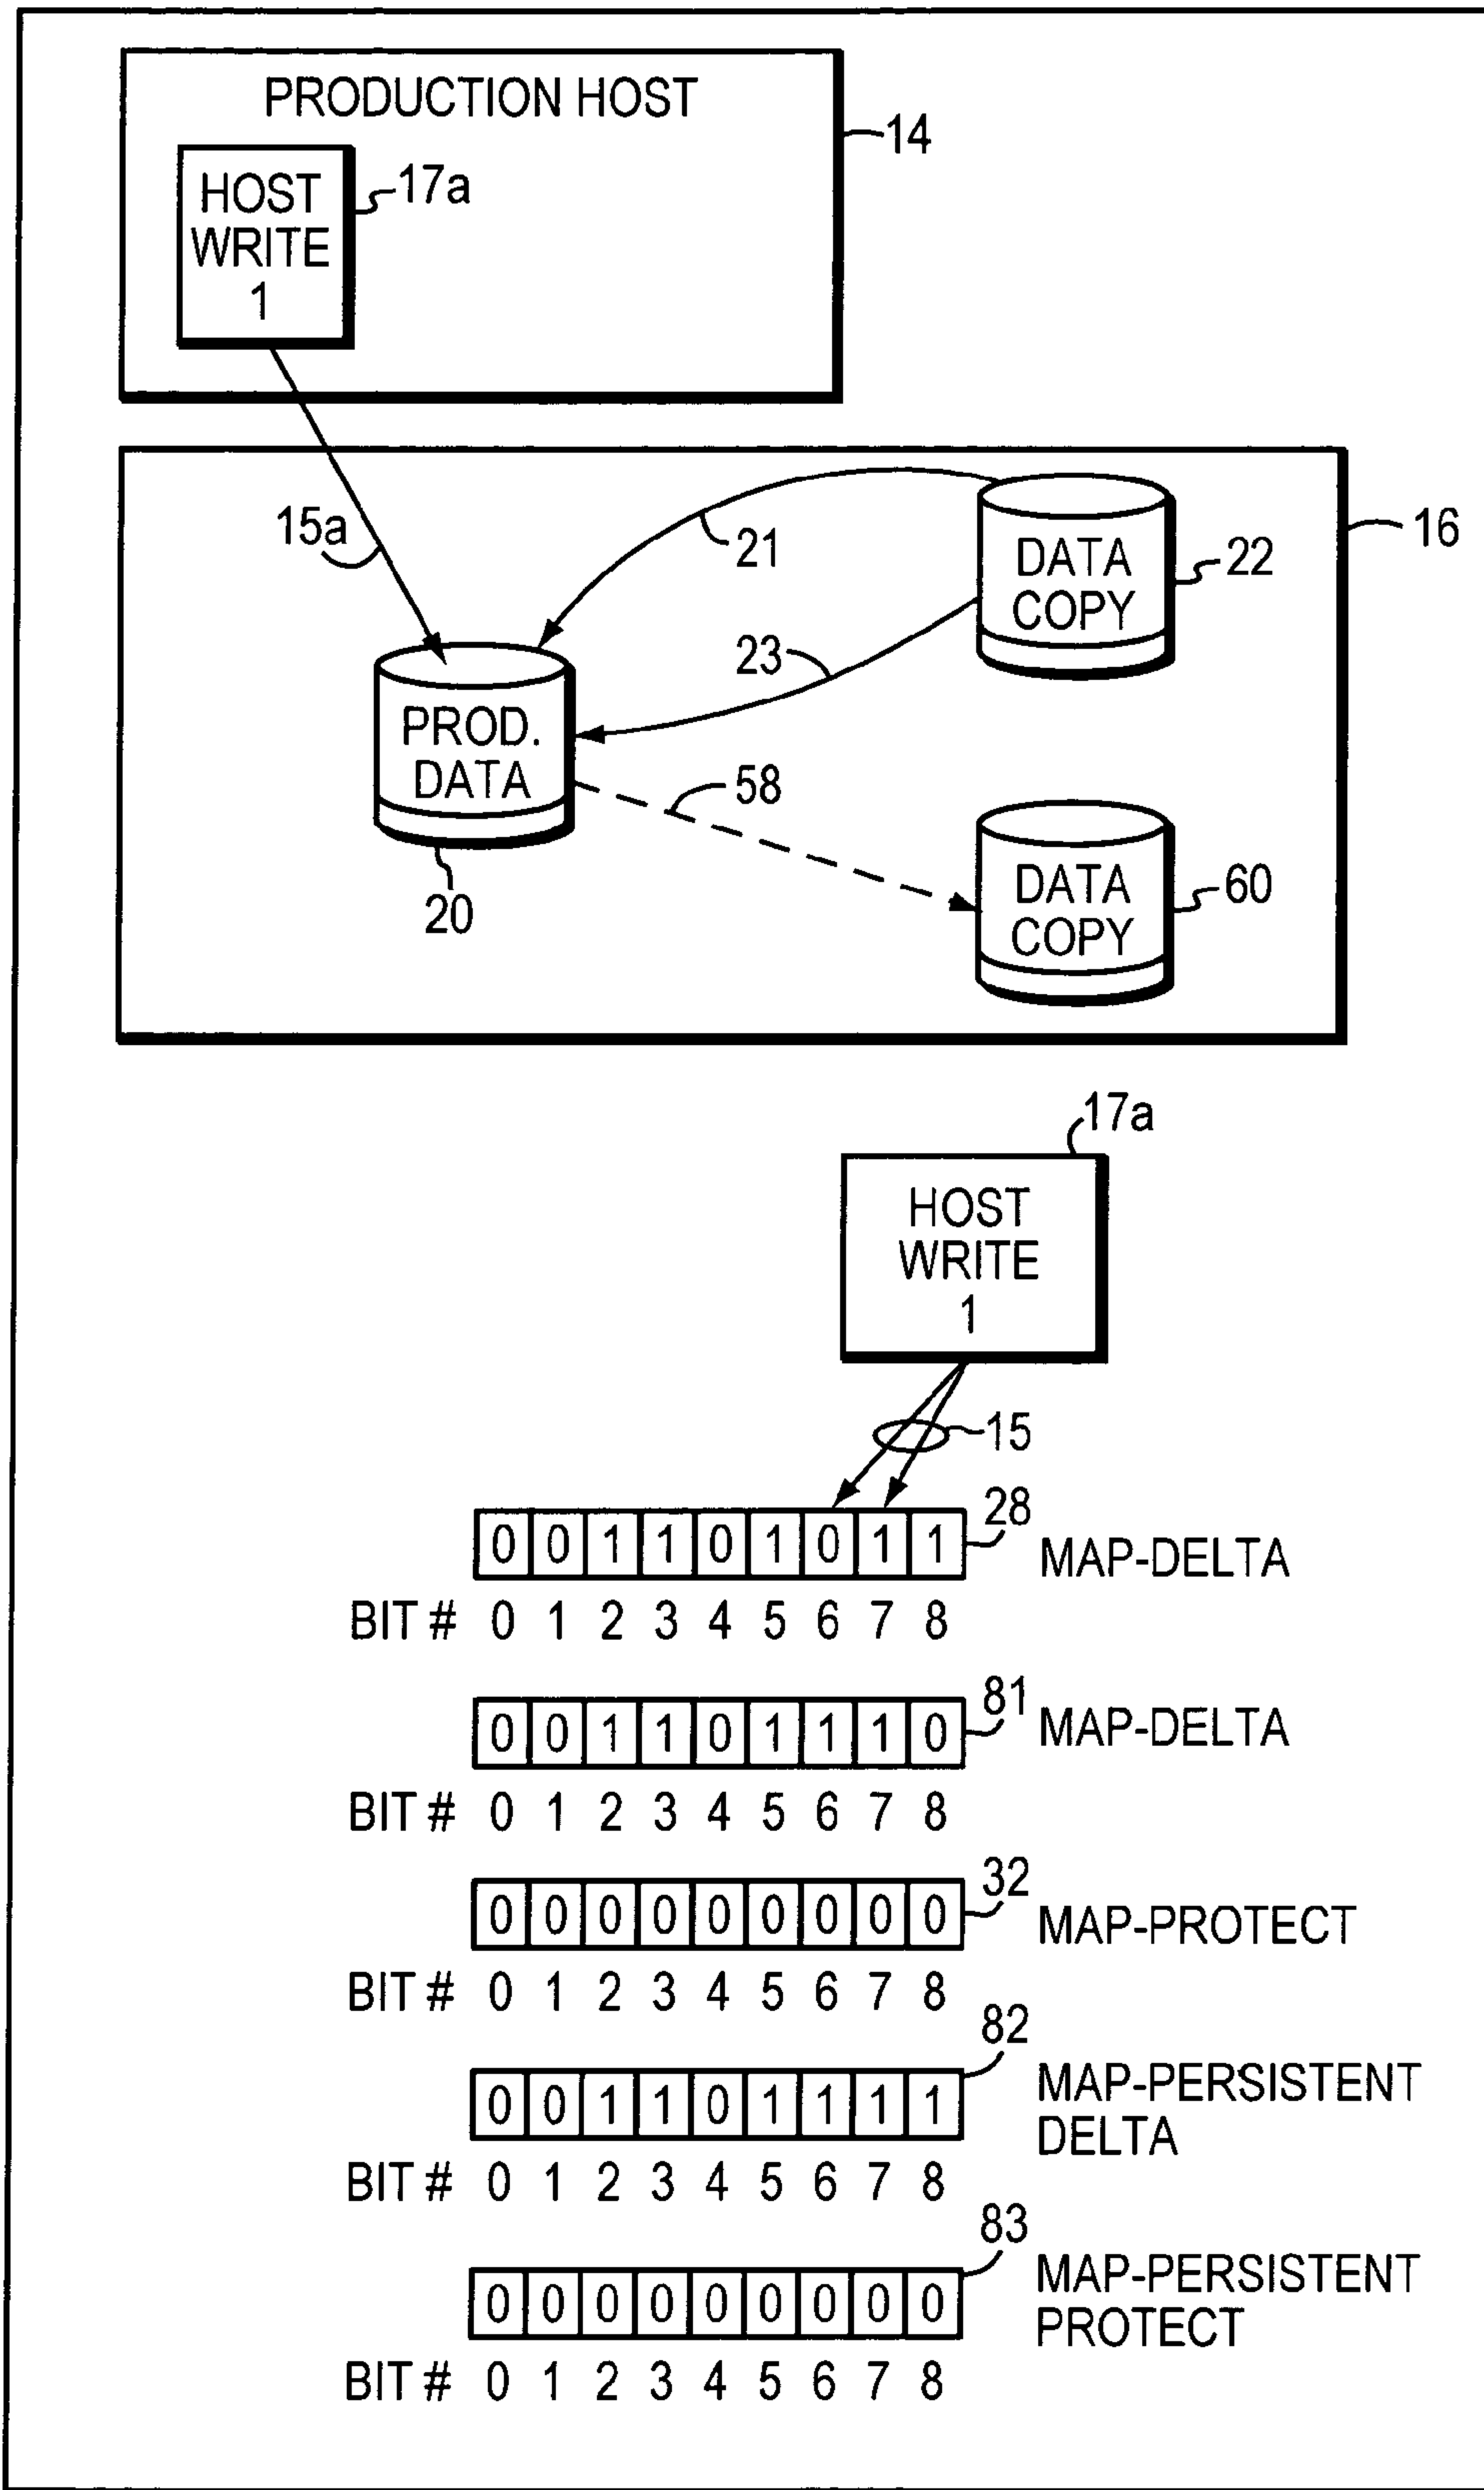 PRODUCTION HOST
14
HOST
WRITE
1
17a
15a
21
DATA
COPY
22
16
23
PROD.
DATA
20
58
DATA
COPY
60
17a
HOST
WRITE
1
15
28
0 0 1 1 0 1 0 1 1
MAP-DELTA
BIT # 0 1 2 3 4 5 6 7 8
81
0 0 1 1 0 1 1 1 0
MAP-DELTA
BIT # 0 1 2 3 4 5 6 7 8
32
0 0 0 0 0 0 0 0 0
MAP-PROTECT
BIT # 0 1 2 3 4 5 6 7 8
82
0 0 1 1 0 1 1 1 1
MAP-PERSISTENT
DELTA
BIT # 0 1 2 3 4 5 6 7 8
83
0 0 0 0 0 0 0 0 0
MAP-PERSISTENT
PROTECT
BIT # 0 1 2 3 4 5 6 7 8